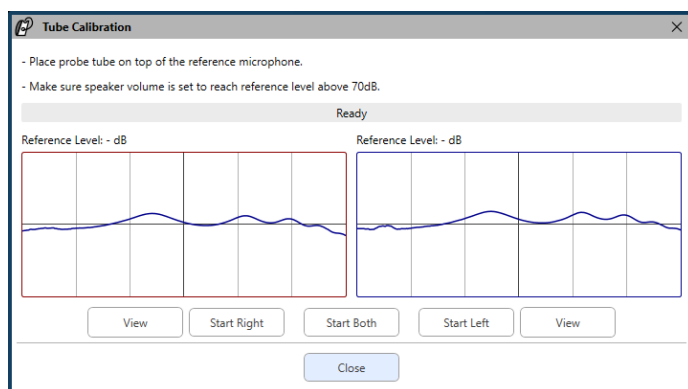 Tube Calibration
- Place probe tube on top of the reference microphone.
- Make sure speaker volume is set to reach reference level above 70dB.
Ready
Reference Level: - dB
Reference Level: - dB
View
Start Right
Start Both
Start Left
View
Close